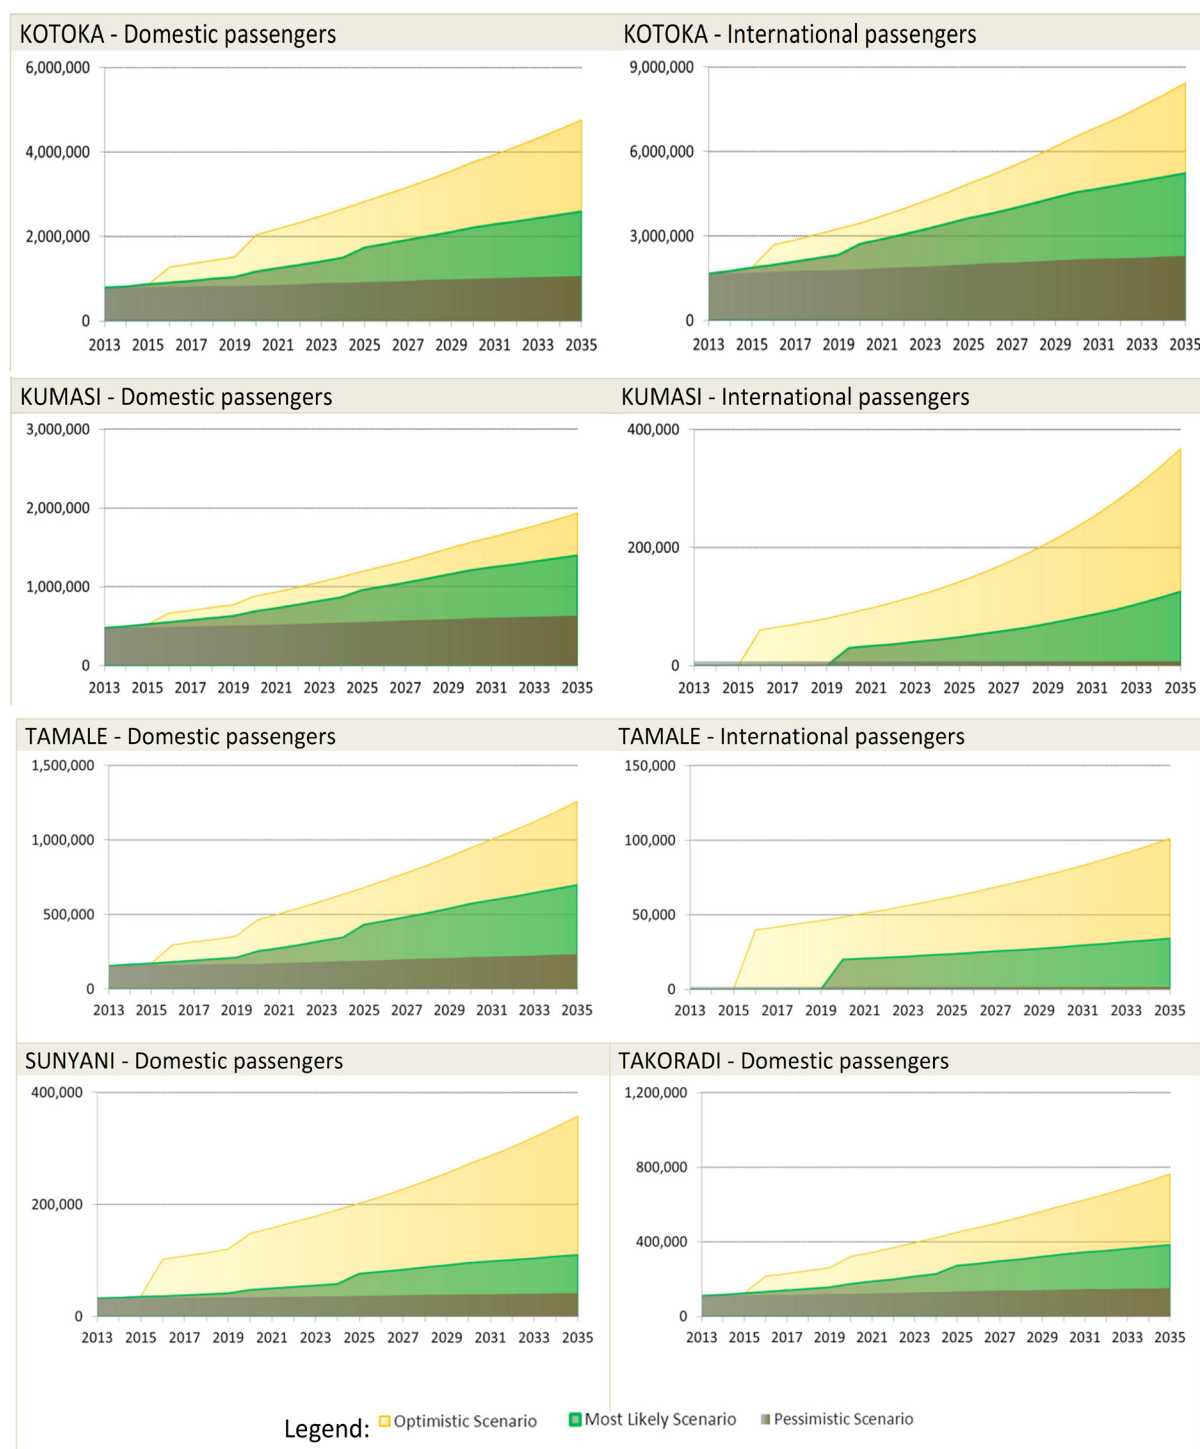 KOTOKA - Domestic passengers
6,000,000
4,000,000
2,000,000
0
2013 2015 2017 2019 2021 2023 2025 2027 2029 2031 2033 2035
KOTOKA - International passengers
9,000,000
6,000,000
3,000,000
0
2013 2015 2017 2019 2021 2023 2025 2027 2029 2031 2033 2035
KUMASI - Domestic passengers
3,000,000
2,000,000
1,000,000
0
2013 2015 2017 2019 2021 2023 2025 2027 2029 2031 2033 2035
KUMASI - International passengers
400,000
200,000
0
2013 2015 2017 2019 2021 2023 2025 2027 2029 2031 2033 2035
TAMALE - Domestic passengers
1,500,000
1,000,000
500,000
0
2013 2015 2017 2019 2021 2023 2025 2027 2029 2031 2033 2035
TAMALE - International passengers
150,000
100,000
50,000
0
2013 2015 2017 2019 2021 2023 2025 2027 2029 2031 2033 2035
SUNYANI - Domestic passengers
400,000
200,000
0
2013 2015 2017 2019 2021 2023 2025 2027 2029 2031 2033 2035
TAKORADI - Domestic passengers
1,200,000
800,000
400,000
0
2013 2015 2017 2019 2021 2023 2025 2027 2029 2031 2033 2035
Legend: Optimistic Scenario Most Likely Scenario Pessimistic Scenario